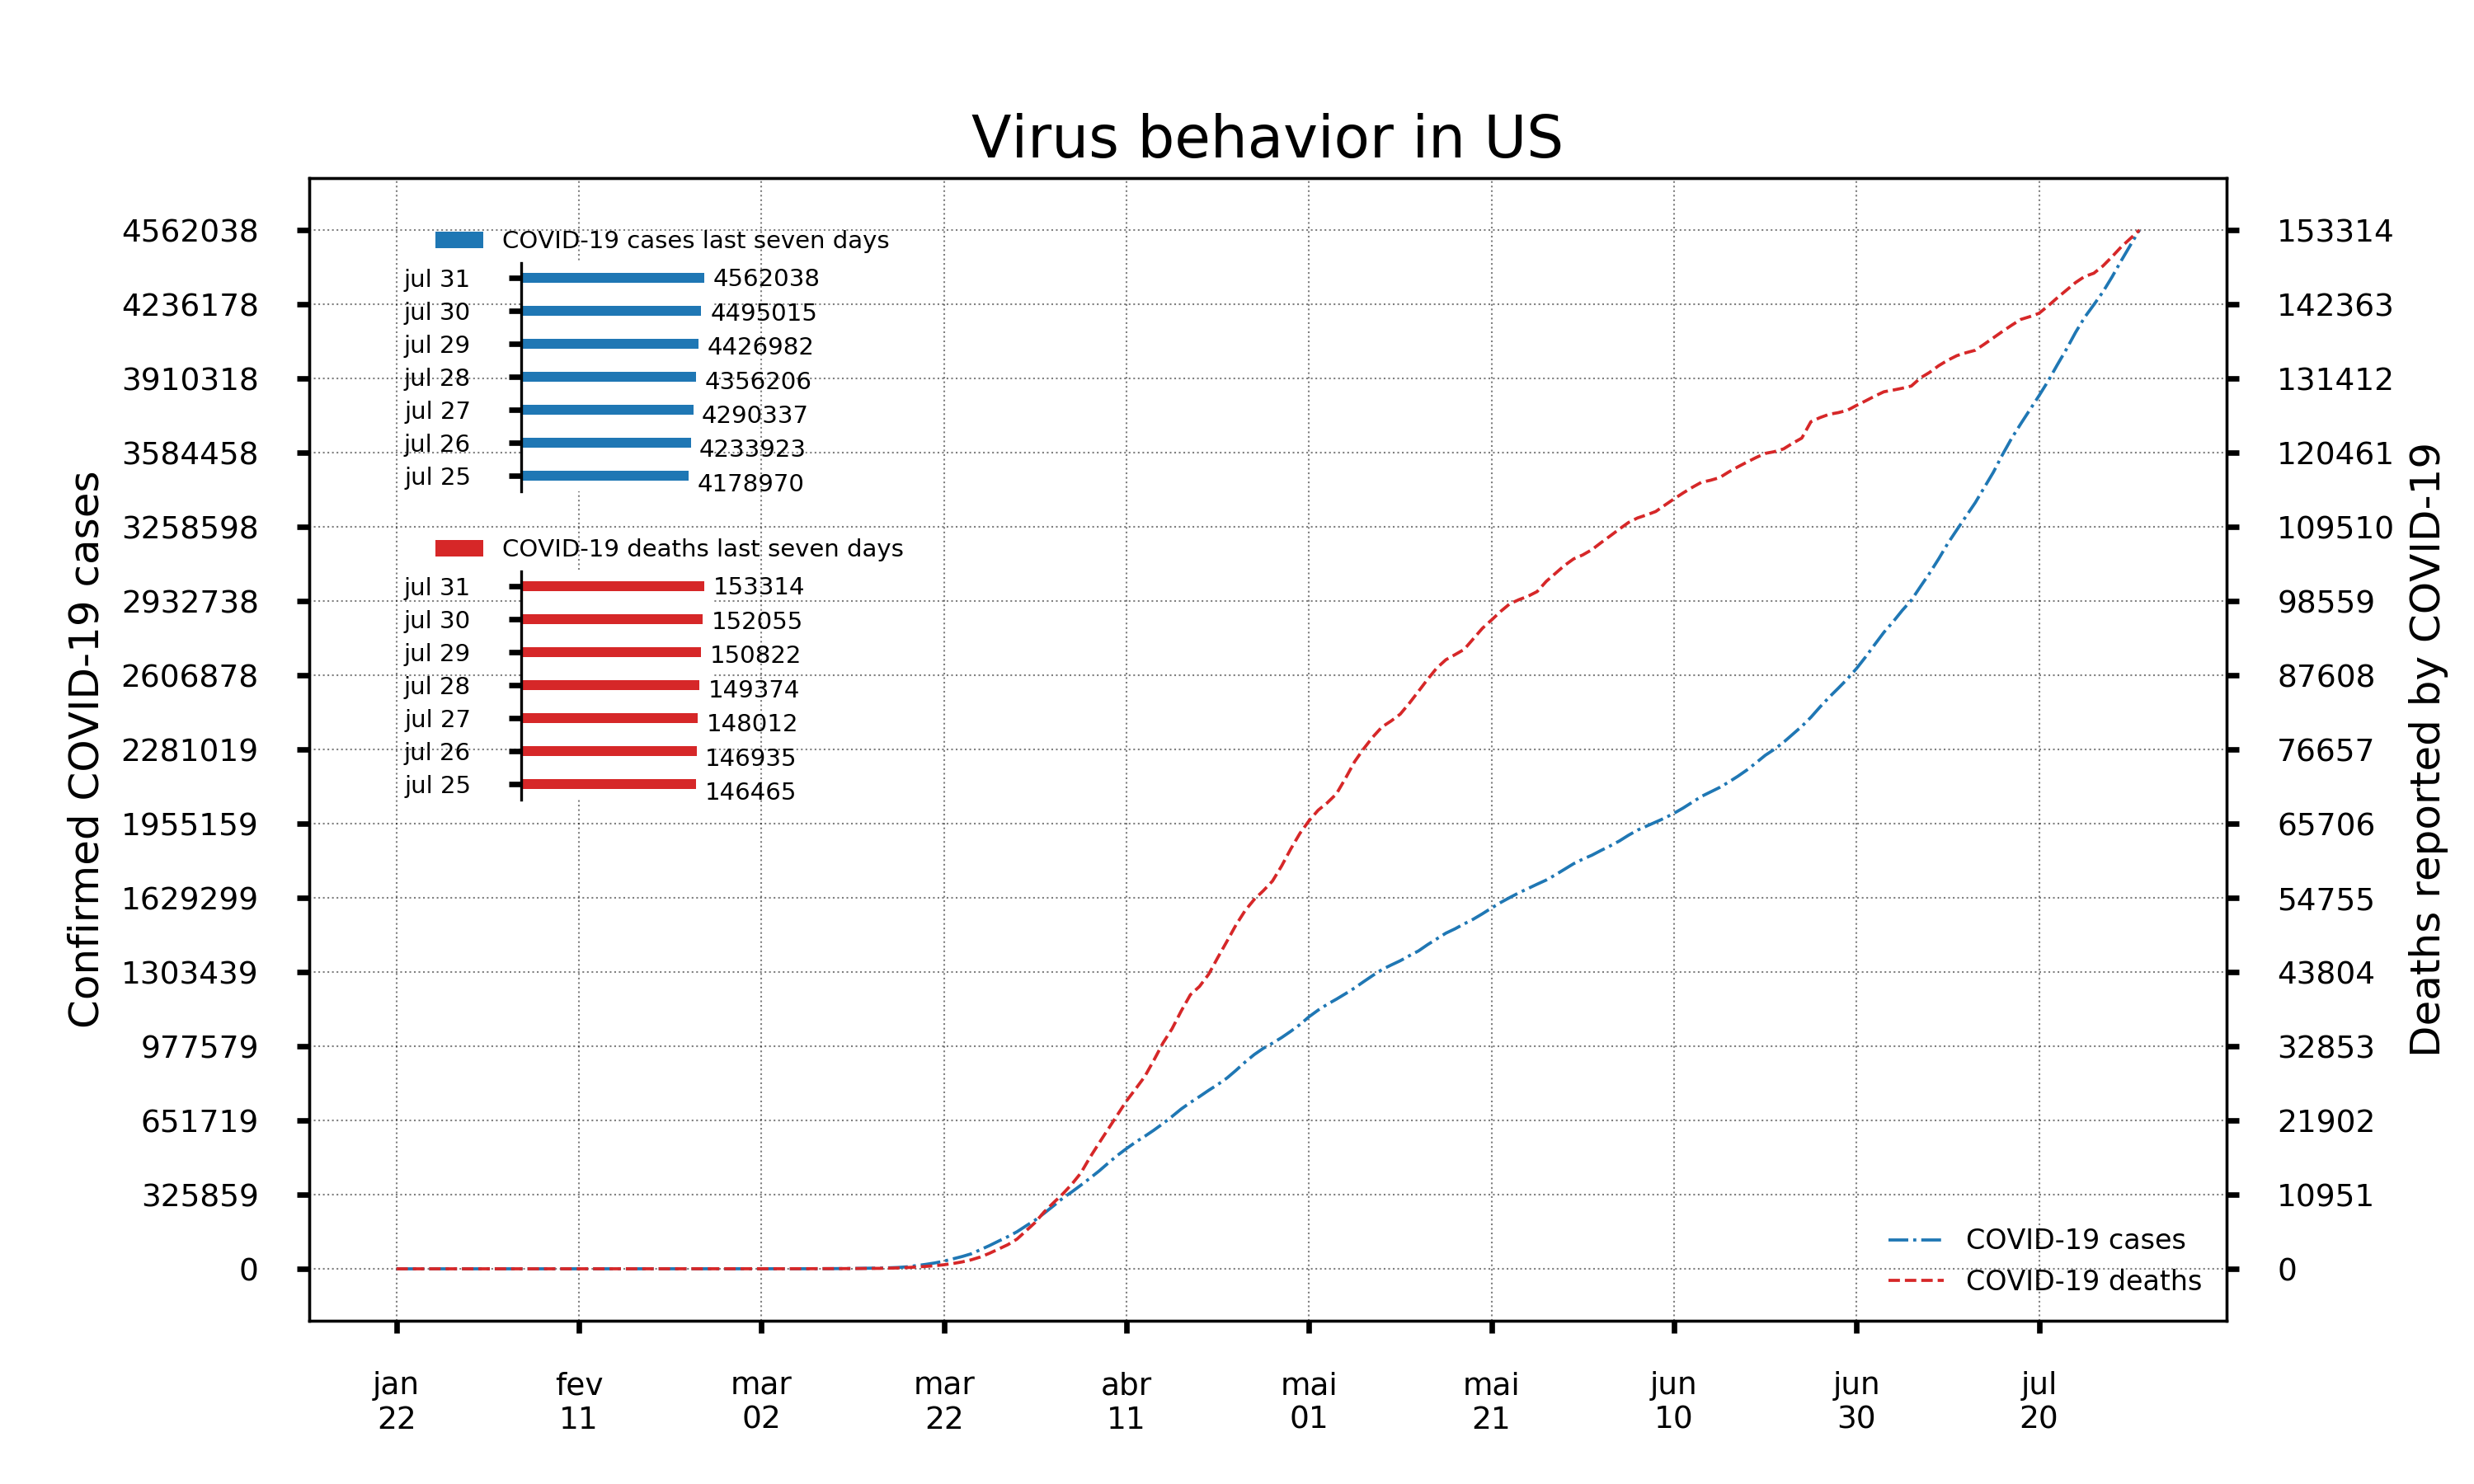 Virus behavior in US
Confirmed COVID-19 cases
4562038
4236178
3910318
3584458
3258598
2932738
2606878
2281019
1955159
1629299
1303439
977579
651719
325859
0
COVID-19 cases last seven days
jul 31 4562038
jul 30 4495015
jul 29 4426982
jul 28 4356206
jul 27 4290337
jul 26 4233923
jul 25 4178970
COVID-19 deaths last seven days
jul 31 153314
jul 30 152055
jul 29 150822
jul 28 149374
jul 27 148012
jul 26 146935
jul 25 146465
153314
142363
131412
120461
109510
98559
87608
76657
65706
54755
43804
32853
21902
10951
0
Deaths reported by COVID-19
COVID-19 cases
COVID-19 deaths
jan fev mar mar abr mai mai jun jun jul
22 11 02 22 11 01 21 10 30 20